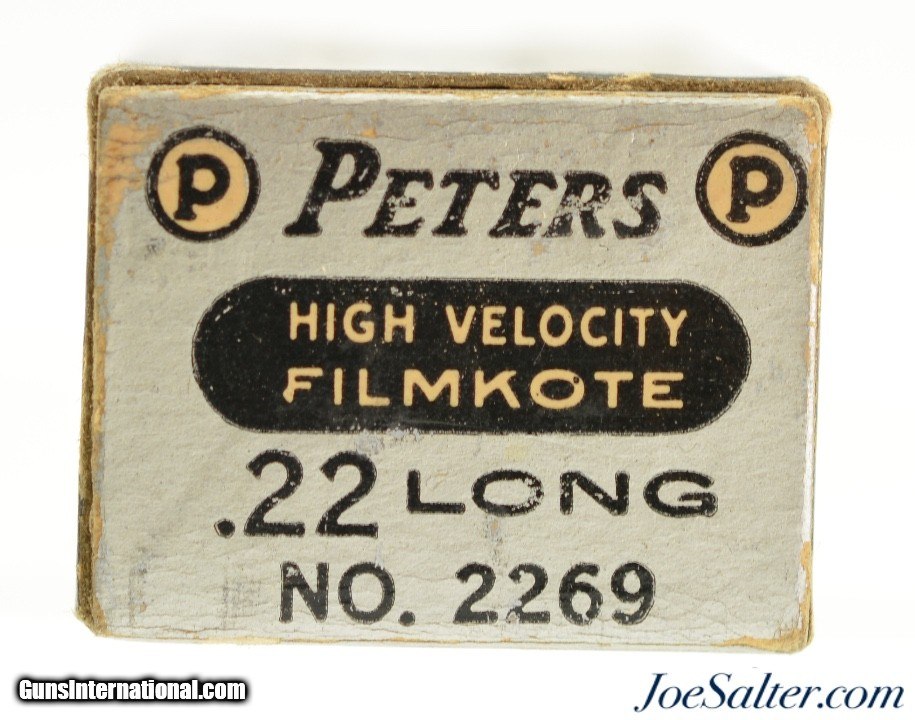 P PETERS P
HIGH VELOCITY
FILMKOTE
.22 LONG
NO. 2269
GunsInternational.com
JoeSalter.com